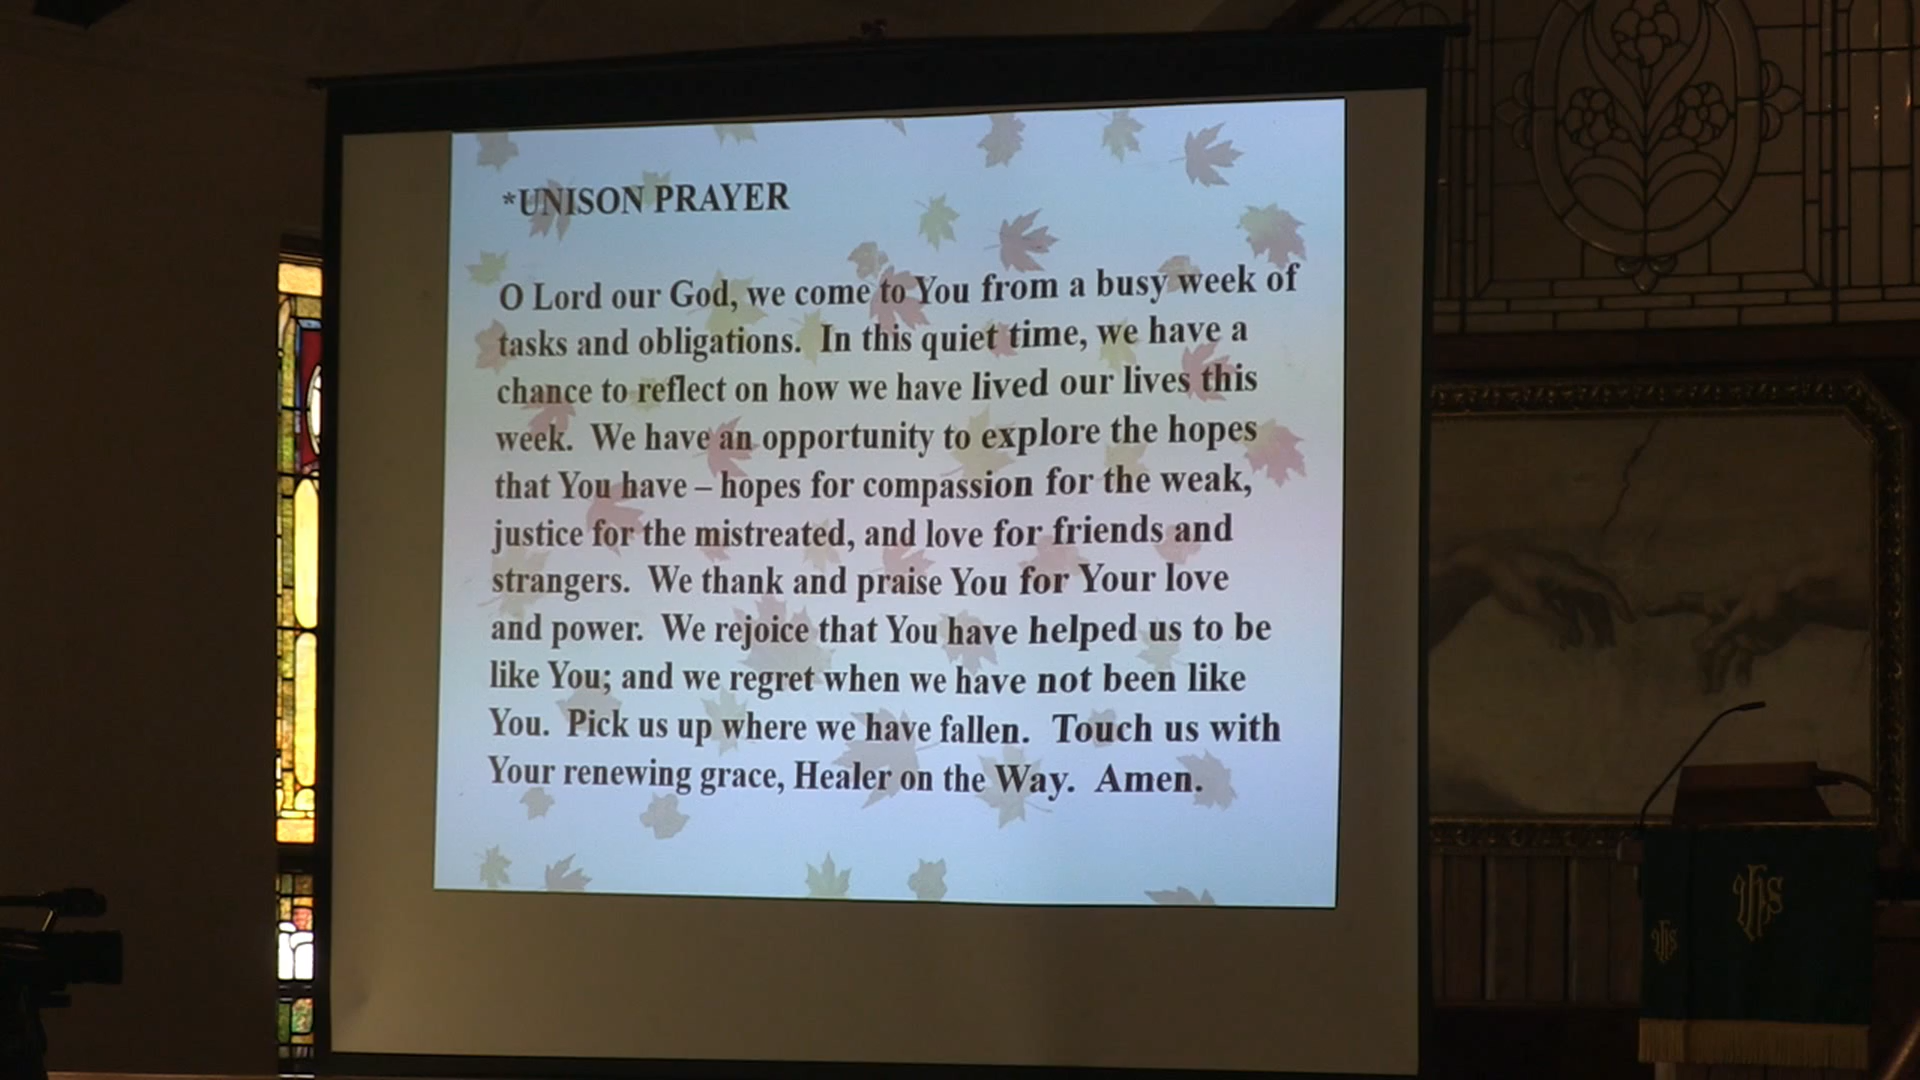 *UNISON PRAYER
O Lord our God, we come to You from a busy week of
tasks and obligations.  In this quiet time, we have a
chance to reflect on how we have lived our lives this
week.  We have an opportunity to explore the hopes
that You have – hopes for compassion for the weak,
justice for the mistreated, and love for friends and
strangers.  We thank and praise You for Your love
and power.  We rejoice that You have helped us to be
like You; and we regret when we have not been like
You.  Pick us up where we have fallen.  Touch us with
Your renewing grace, Healer on the Way.  Amen.
IHS
IHS